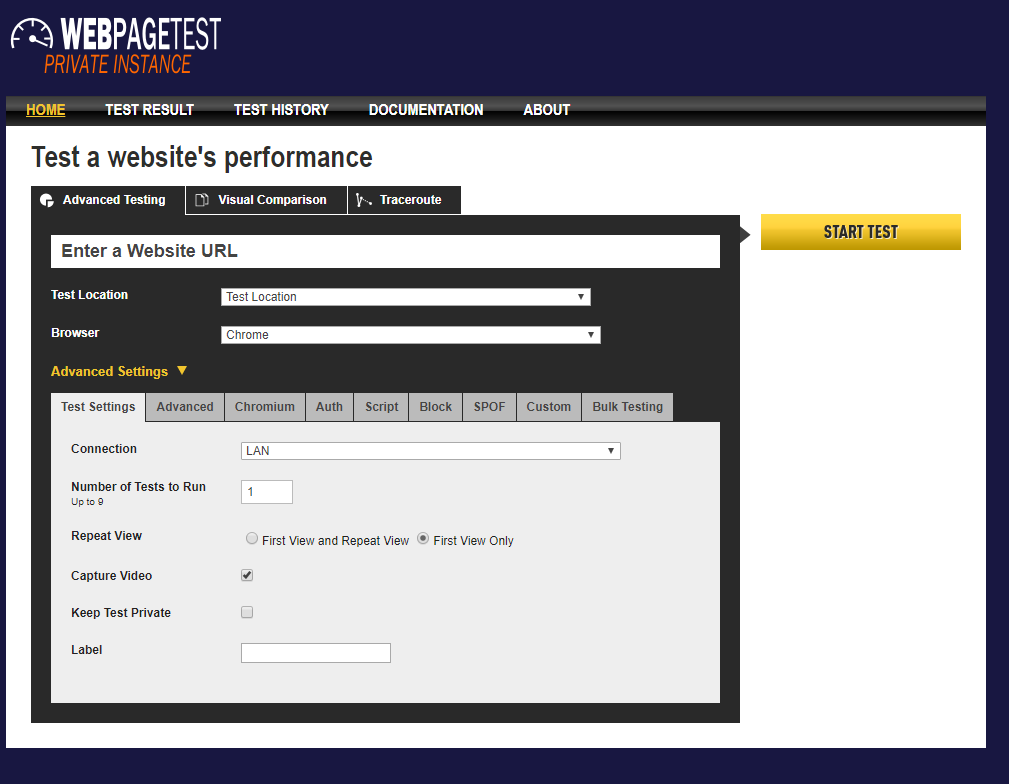 WEBPAGETEST
PRIVATE INSTANCE
HOME TEST RESULT TEST HISTORY DOCUMENTATION ABOUT
Test a website's performance
Advanced Testing Visual Comparison Traceroute
START TEST
Enter a Website URL
Test Location Test Location
Browser Chrome
Advanced Settings
Test Settings Advanced Chromium Auth Script Block SPOF Custom Bulk Testing
Connection LAN
Number of Tests to Run 1
Up to 9
Repeat View First View and Repeat View First View Only
Capture Video
Keep Test Private
Label